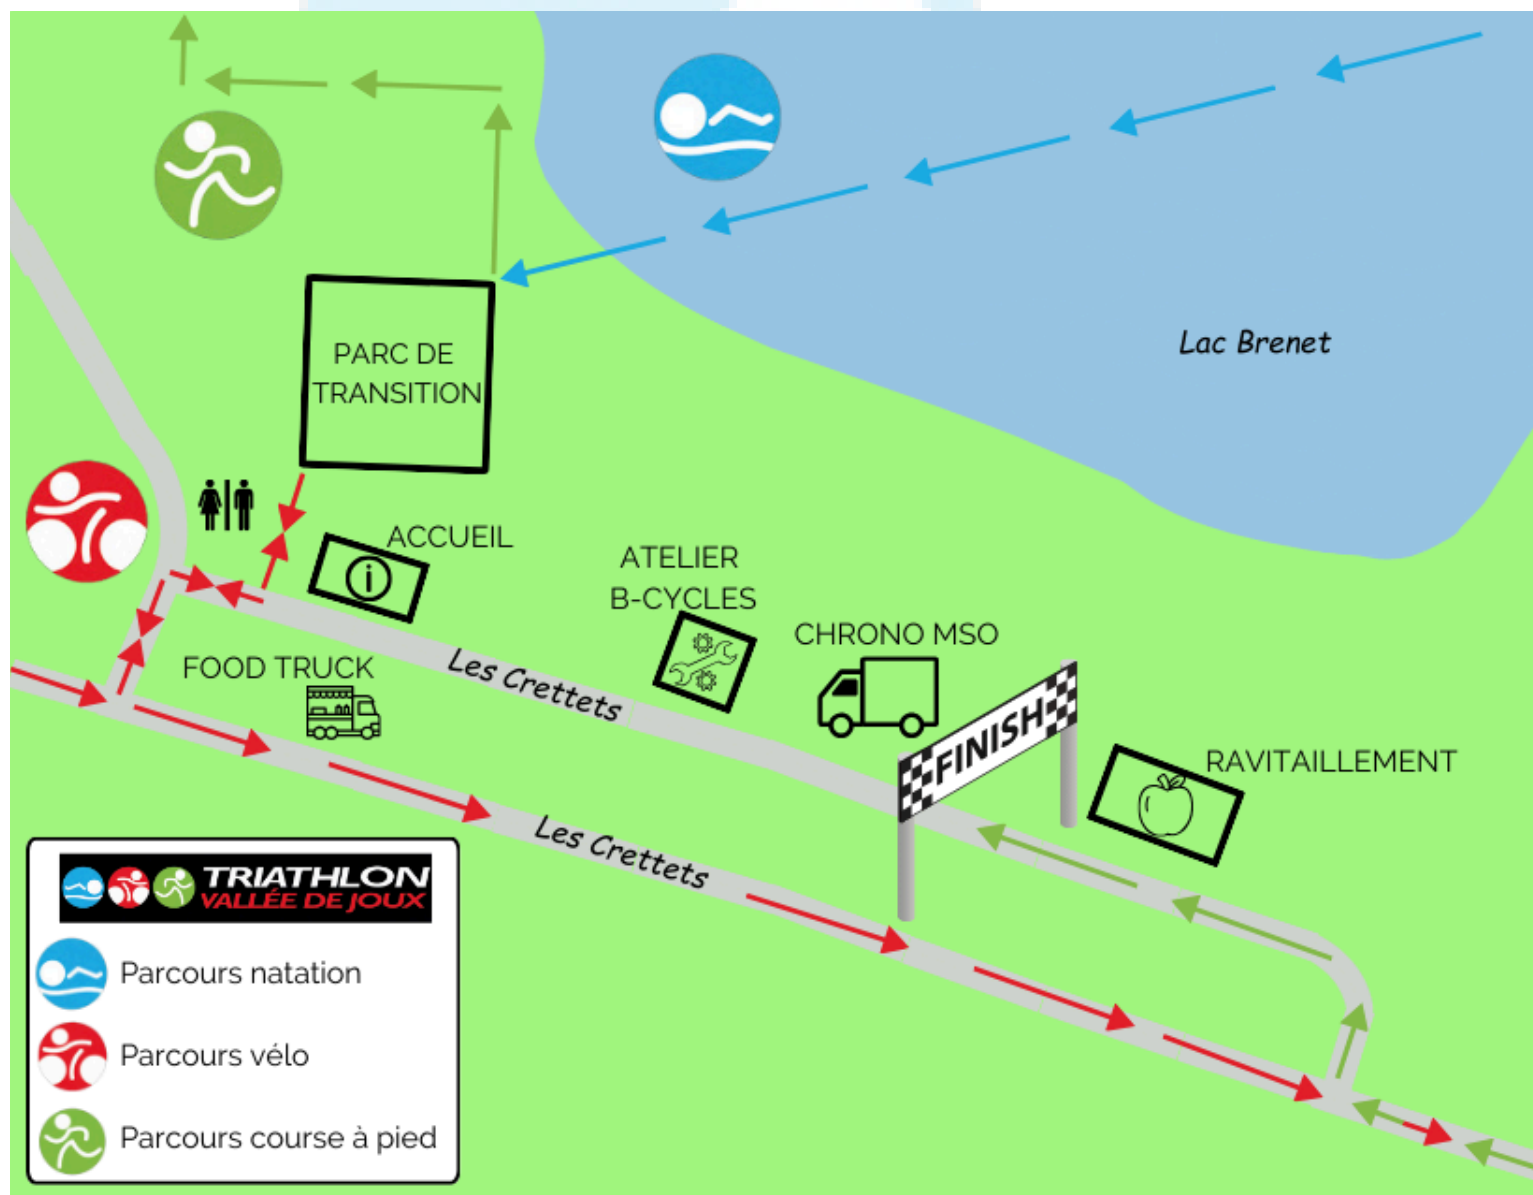 Lac Brenet
PARC DE
TRANSITION
ACCUEIL
ATELIER
B-CYCLES
CHRONO MSO
FOOD TRUCK
Les Crettets
FINISH
RAVITAILLEMENT
Les Crettets
TRIATHLON
VALLÉE DE JOUX
Parcours natation
Parcours vélo
Parcours course à pied